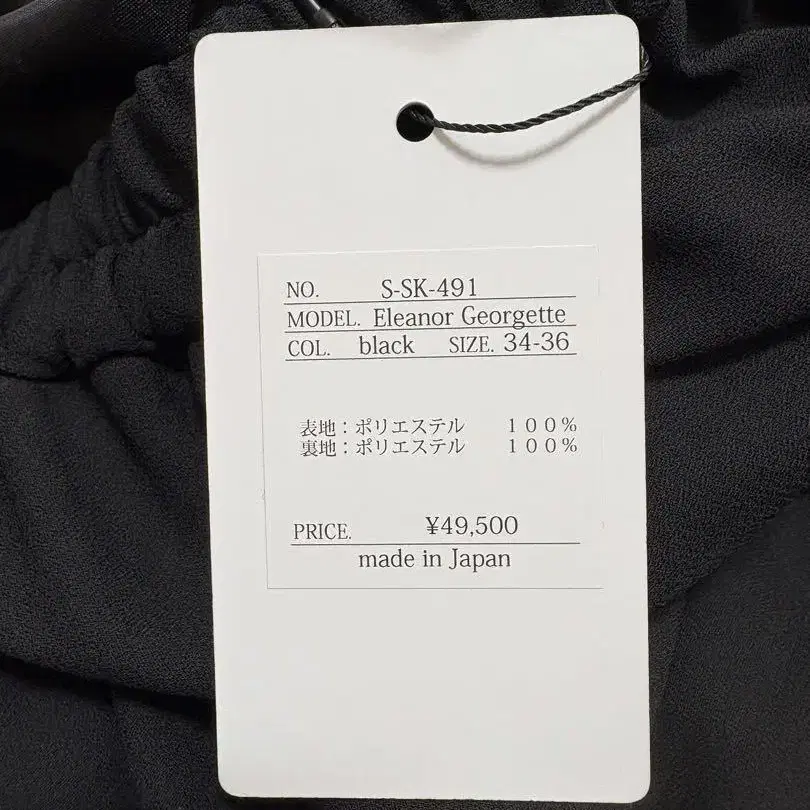 NO. S-SK-491
MODEL. Eleanor Georgette
COL. black SIZE. 34-36
表地：ポリエステル １００％
裏地：ポリエステル １００％
PRICE. ¥49,500
made in Japan